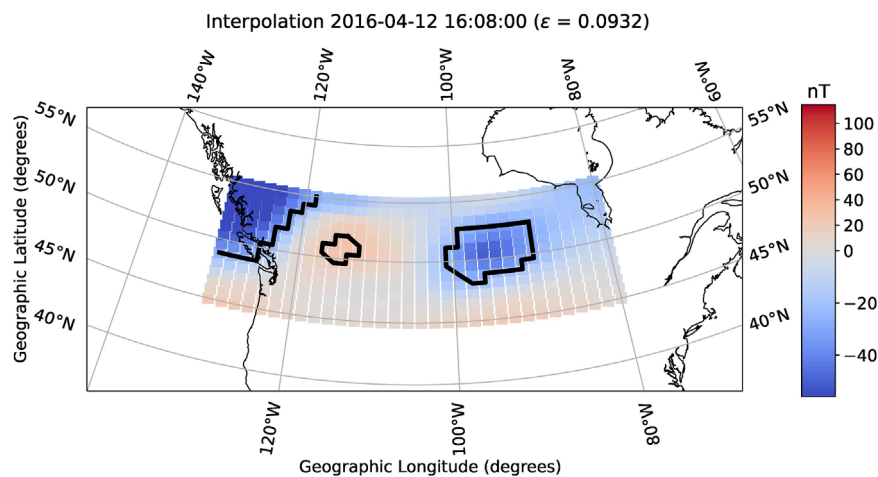 Interpolation 2016-04-12 16:08:00 (ε = 0.0932)
140°W
120°W
100°W
80°W
60°W
nT
55°N
50°N
45°N
40°N
55°N
50°N
45°N
40°N
100
80
60
40
20
0
−20
−40
Geographic Latitude (degrees)
120°W
100°W
80°W
Geographic Longitude (degrees)